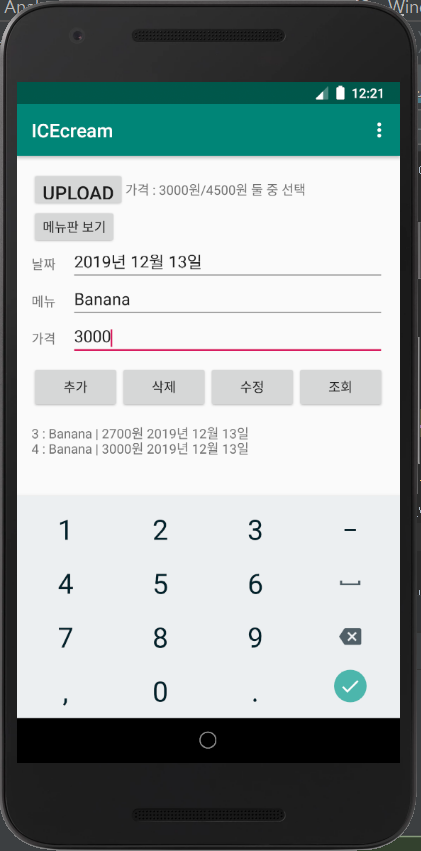 12:21
ICEcream
UPLOAD 가격 : 3000원/4500원 둘 중 선택
메뉴판 보기
날짜 2019년 12월 13일
메뉴 Banana
가격 3000
추가 삭제 수정 조회
3 : Banana | 2700원 2019년 12월 13일
4 : Banana | 3000원 2019년 12월 13일
1 2 3 –
4 5 6
7 8 9
, 0 .